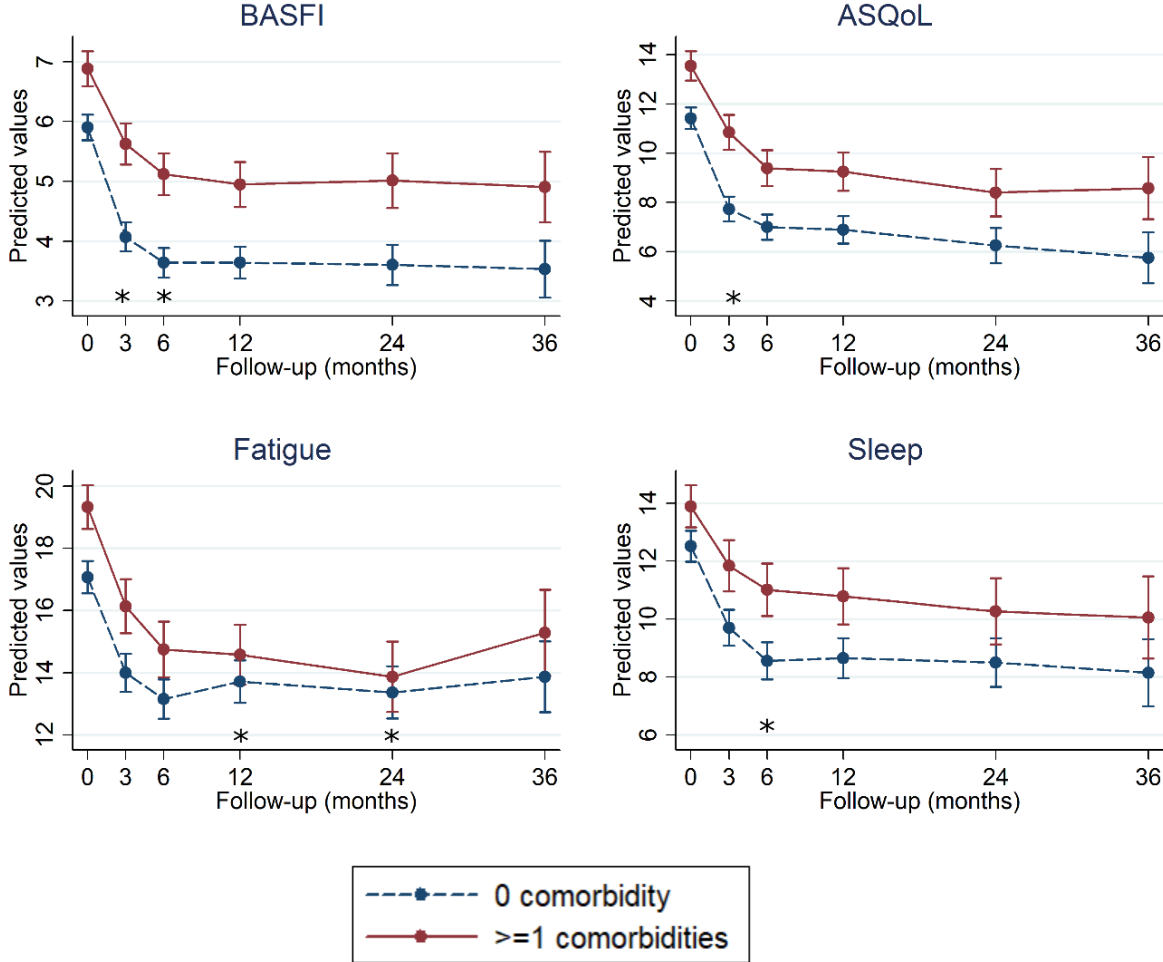 BASFI
Predicted values
7
6
5
4
3
* *
0 3 6 12 24 36
Follow-up (months)
ASQoL
Predicted values
14
12
10
8
6
4
*
0 3 6 12 24 36
Follow-up (months)
Fatigue
Predicted values
20
18
16
14
12
* *
0 3 6 12 24 36
Follow-up (months)
Sleep
Predicted values
14
12
10
8
6
*
0 3 6 12 24 36
Follow-up (months)
0 comorbidity
>=1 comorbidities